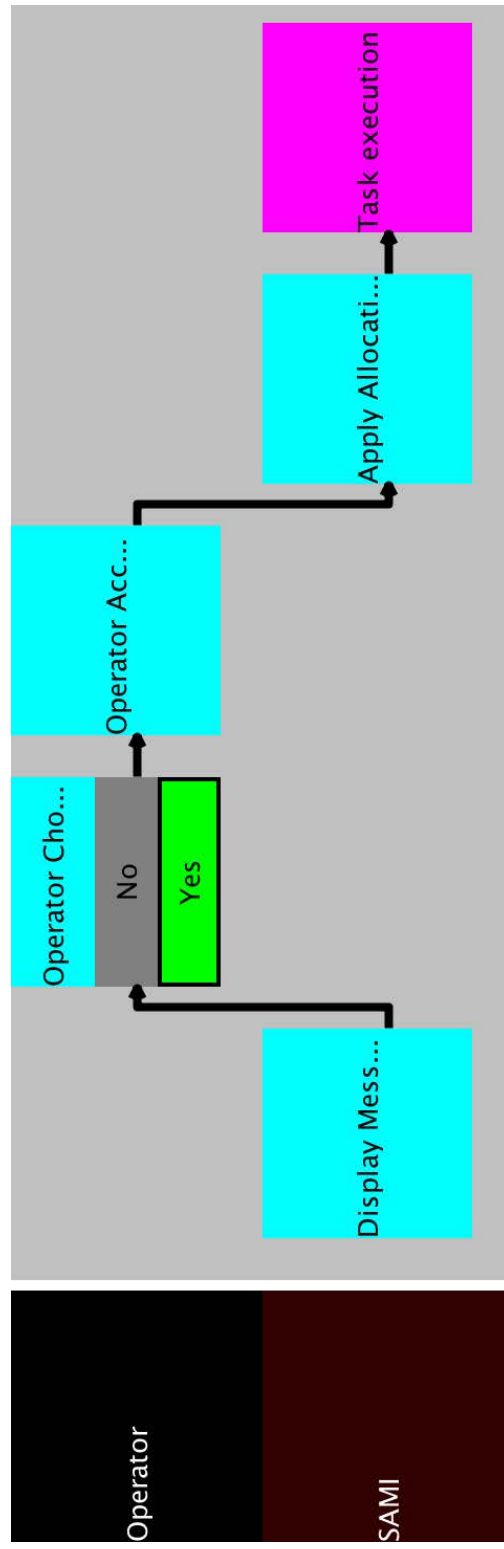 Operator
Operator Cho...
No
Yes
Operator Acc...
SAMI
Display Mess...
Apply Allocati...
Task execution